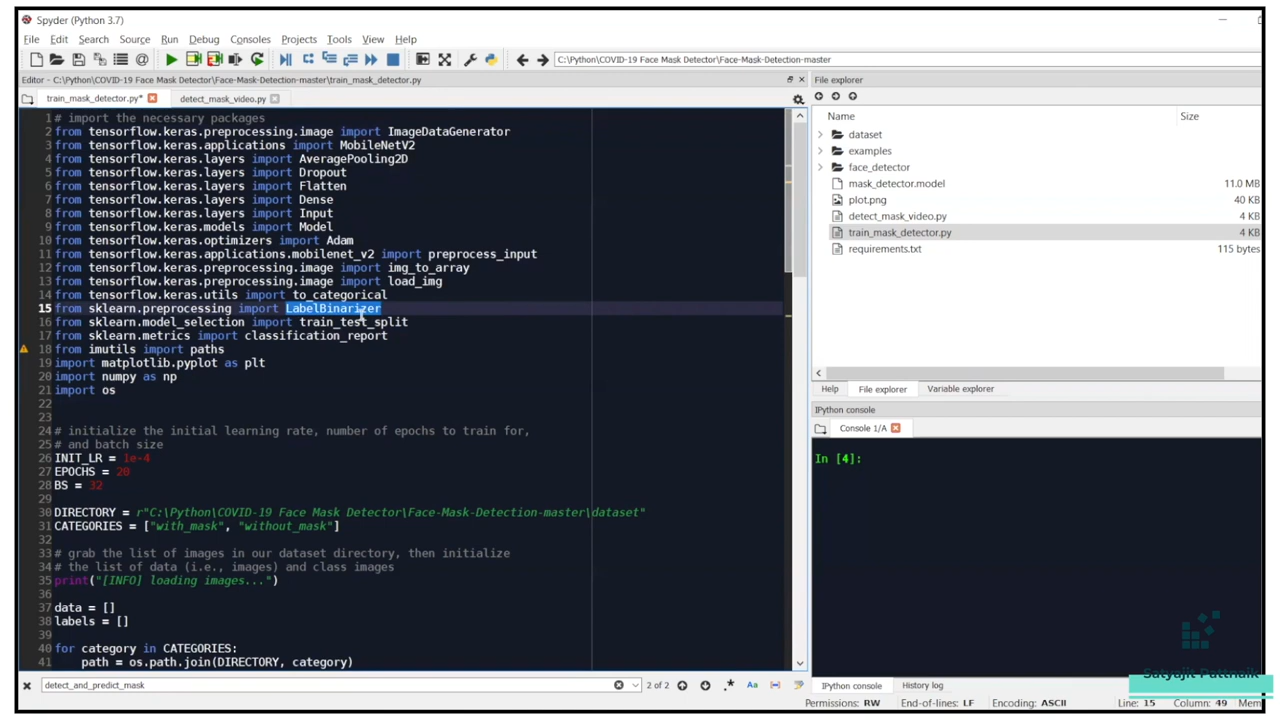 Spyder (Python 3.7)
File Edit Search Source Run Debug Consoles Projects Tools View Help
C:\Python\COVID-19 Face Mask Detector\Face-Mask-Detection-master
Editor - C:\Python\COVID-19 Face Mask Detector\Face-Mask-Detection-master\train_mask_detector.py
train_mask_detector.py* detect_mask_video.py
1 # import the necessary packages
2 from tensorflow.keras.preprocessing.image import ImageDataGenerator
3 from tensorflow.keras.applications import MobileNetV2
4 from tensorflow.keras.layers import AveragePooling2D
5 from tensorflow.keras.layers import Dropout
6 from tensorflow.keras.layers import Flatten
7 from tensorflow.keras.layers import Dense
8 from tensorflow.keras.layers import Input
9 from tensorflow.keras.models import Model
10 from tensorflow.keras.optimizers import Adam
11 from tensorflow.keras.applications.mobilenet_v2 import preprocess_input
12 from tensorflow.keras.preprocessing.image import img_to_array
13 from tensorflow.keras.preprocessing.image import load_img
14 from tensorflow.keras.utils import to_categorical
15 from sklearn.preprocessing import LabelBinarizer
16 from sklearn.model_selection import train_test_split
17 from sklearn.metrics import classification_report
18 from imutils import paths
19 import matplotlib.pyplot as plt
20 import numpy as np
21 import os
22
23
24 # initialize the initial learning rate, number of epochs to train for,
25 # and batch size
26 INIT_LR = 1e-4
27 EPOCHS = 20
28 BS = 32
29
30 DIRECTORY = r"C:\Python\COVID-19 Face Mask Detector\Face-Mask-Detection-master\dataset"
31 CATEGORIES = ["with_mask", "without_mask"]
32
33 # grab the list of images in our dataset directory, then initialize
34 # the list of data (i.e., images) and class images
35 print("[INFO] loading images...")
36
37 data = []
38 labels = []
39
40 for category in CATEGORIES:
41 path = os.path.join(DIRECTORY, category)
detect_and_predict_mask 2 of 2 .* Aa
File explorer
Name Size
dataset
examples
face_detector
mask_detector.model 11.0 MB
plot.png 40 KB
detect_mask_video.py 4 KB
train_mask_detector.py 4 KB
requirements.txt 115 bytes
Help File explorer Variable explorer
IPython console
Console 1/A
In [4]:
Satyajit Pattnaik
IPython console History log
Permissions: RW End-of-lines: LF Encoding: ASCII Line: 15 Column: 49 Mem